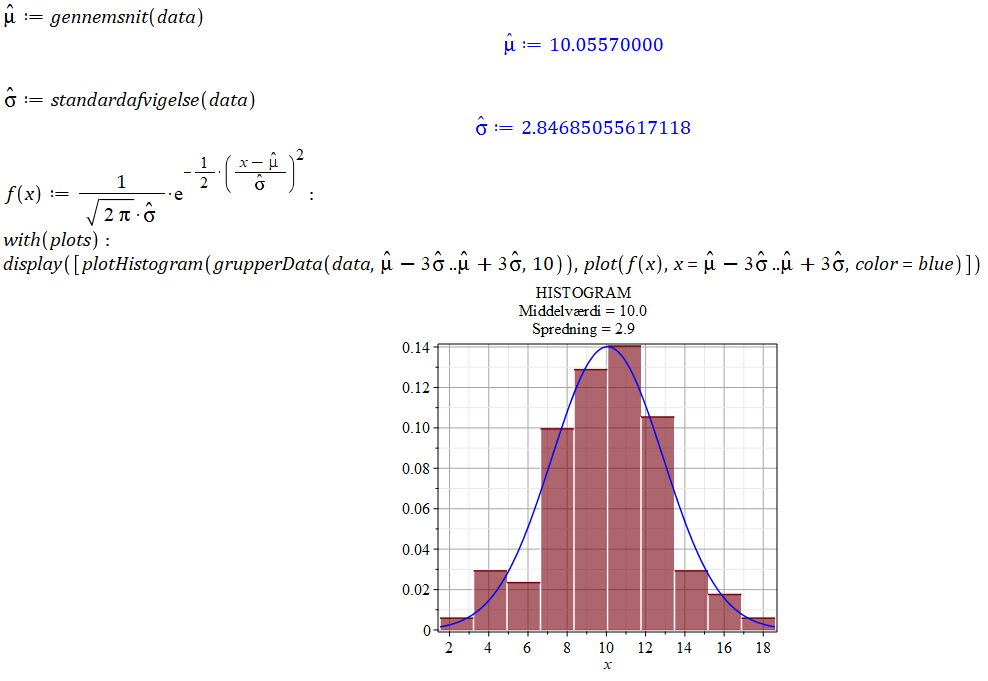 μ̂ := gennemsnit(data)
μ̂ := 10.05570000
σ̂ := standardafvigelse(data)
σ̂ := 2.84685055617118
f(x) := 1/(√(2 π)·σ̂)·e^(-1/2·((x − μ̂)/σ̂)^2) :
with(plots) :
display([plotHistogram(grupperData(data, μ̂ − 3σ̂ ..μ̂ + 3σ̂, 10)), plot(f(x), x = μ̂ − 3σ̂ ..μ̂ + 3σ̂, color = blue)])
HISTOGRAM
Middelværdi = 10.0
Spredning = 2.9
0.14
0.12
0.10
0.08
0.06
0.04
0.02
0
2 4 6 8 10 12 14 16 18
x